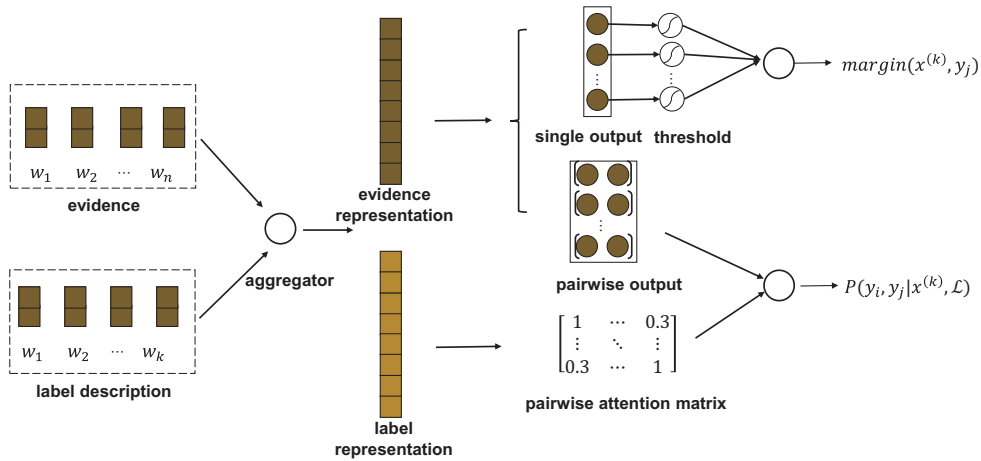 w₁ w₂ ⋯ wₙ
evidence
w₁ w₂ ⋯ wₖ
label description
aggregator
evidence
representation
label
representation
⋮ ⋮
single output threshold
margin(x⁽ᵏ⁾, yⱼ)
⋮
pairwise output
1 ⋯ 0.3
⋮ ⋱ ⋮
0.3 ⋯ 1
pairwise attention matrix
P(yᵢ, yⱼ|x⁽ᵏ⁾, ℒ)